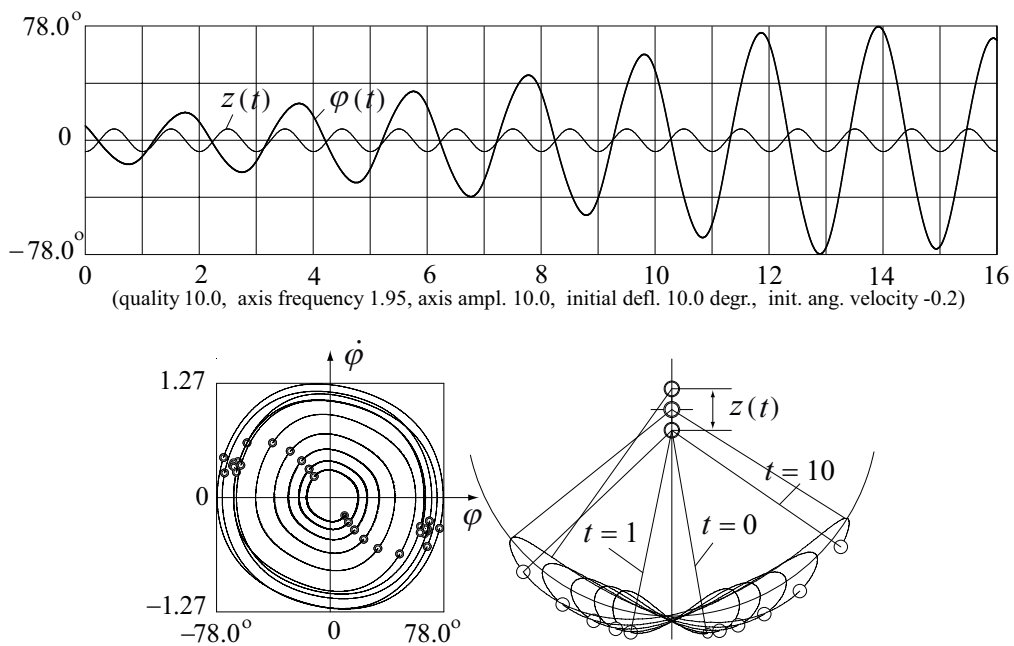 78.0°
z(t)
φ(t)
0
−78.0°
0 2 4 6 8 10 12 14 16
(quality 10.0, axis frequency 1.95, axis ampl. 10.0, initial defl. 10.0 degr., init. ang. velocity -0.2)
φ̇
1.27
0
φ
−1.27
−78.0° 0 78.0°
z(t)
t = 10
t = 1
t = 0